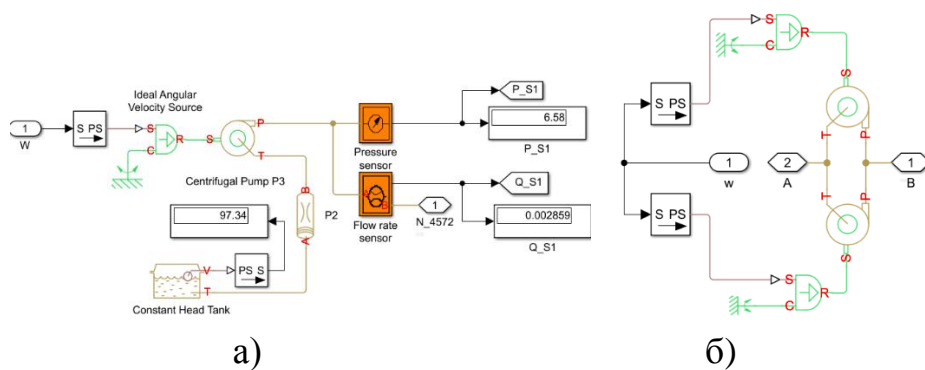 P_S1
Ideal Angular
Velocity Source
6.58
1
W
S PS
S
R
C
S
P
T
Pressure
sensor
P_S1
Q_S1
Centrifugal Pump P3
97.34
B
P2
A
A
B
Flow rate
sensor
1
N_4572
0.002859
Q_S1
V
PS S
T
Constant Head Tank
а)
S
R
C
S
S PS
T
P
1
w
2
A
1
B
S PS
T
P
S
S
R
C
б)